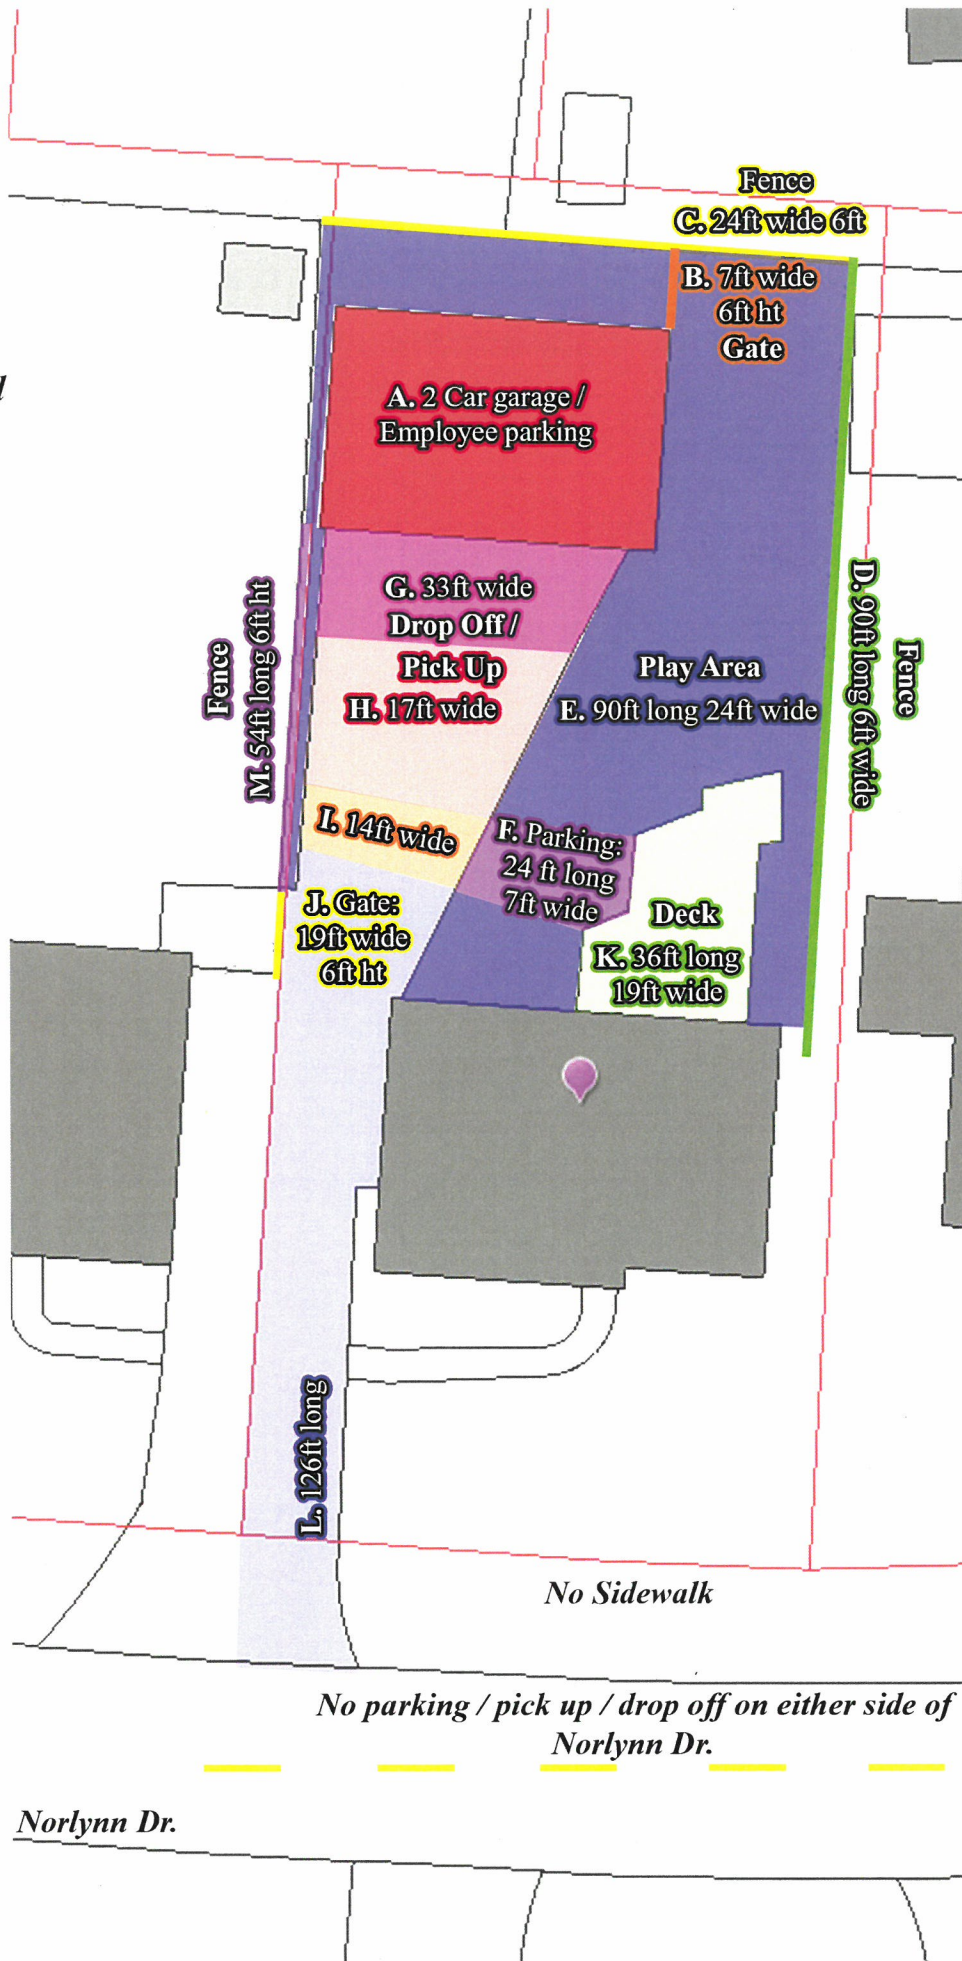 Fence
C. 24ft wide 6ft
B. 7ft wide
6ft ht
Gate
A. 2 Car garage /
Employee parking
G. 33ft wide
Drop Off /
Pick Up
H. 17ft wide
Play Area
E. 90ft long 24ft wide
Fence
D. 90ft long 6ft wide
Fence
M. 54ft long 6ft ht
I. 14ft wide
F. Parking:
24 ft long
7ft wide
J. Gate:
19ft wide
6ft ht
Deck
K. 36ft long
19ft wide
L. 126ft long
No Sidewalk
No parking / pick up / drop off on either side of
Norlynn Dr.
Norlynn Dr.